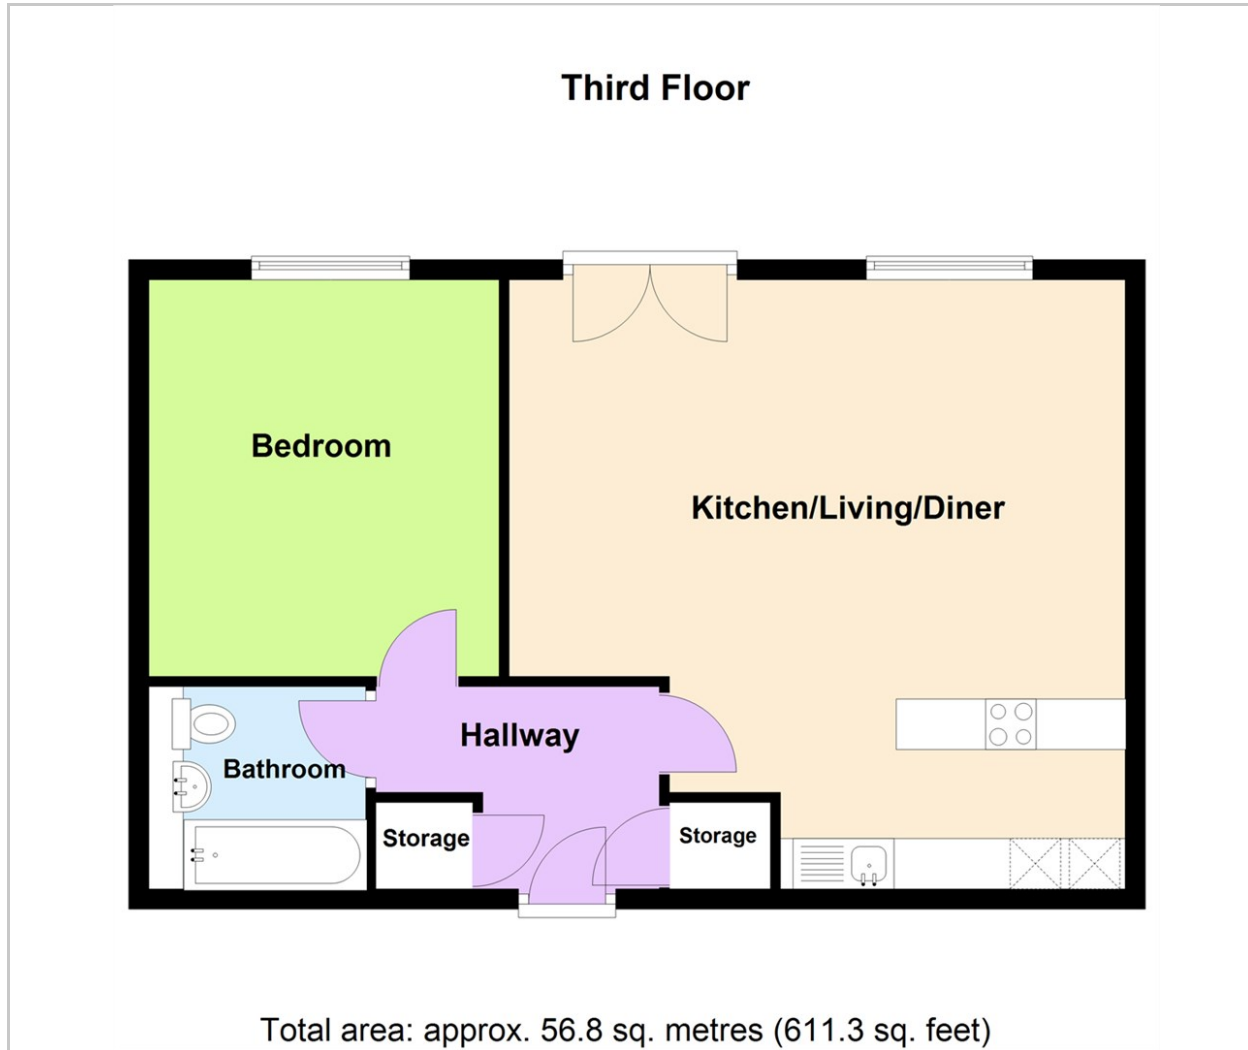 Third Floor
Bedroom
Kitchen/Living/Diner
Hallway
Bathroom
Storage
Storage
Total area: approx. 56.8 sq. metres (611.3 sq. feet)